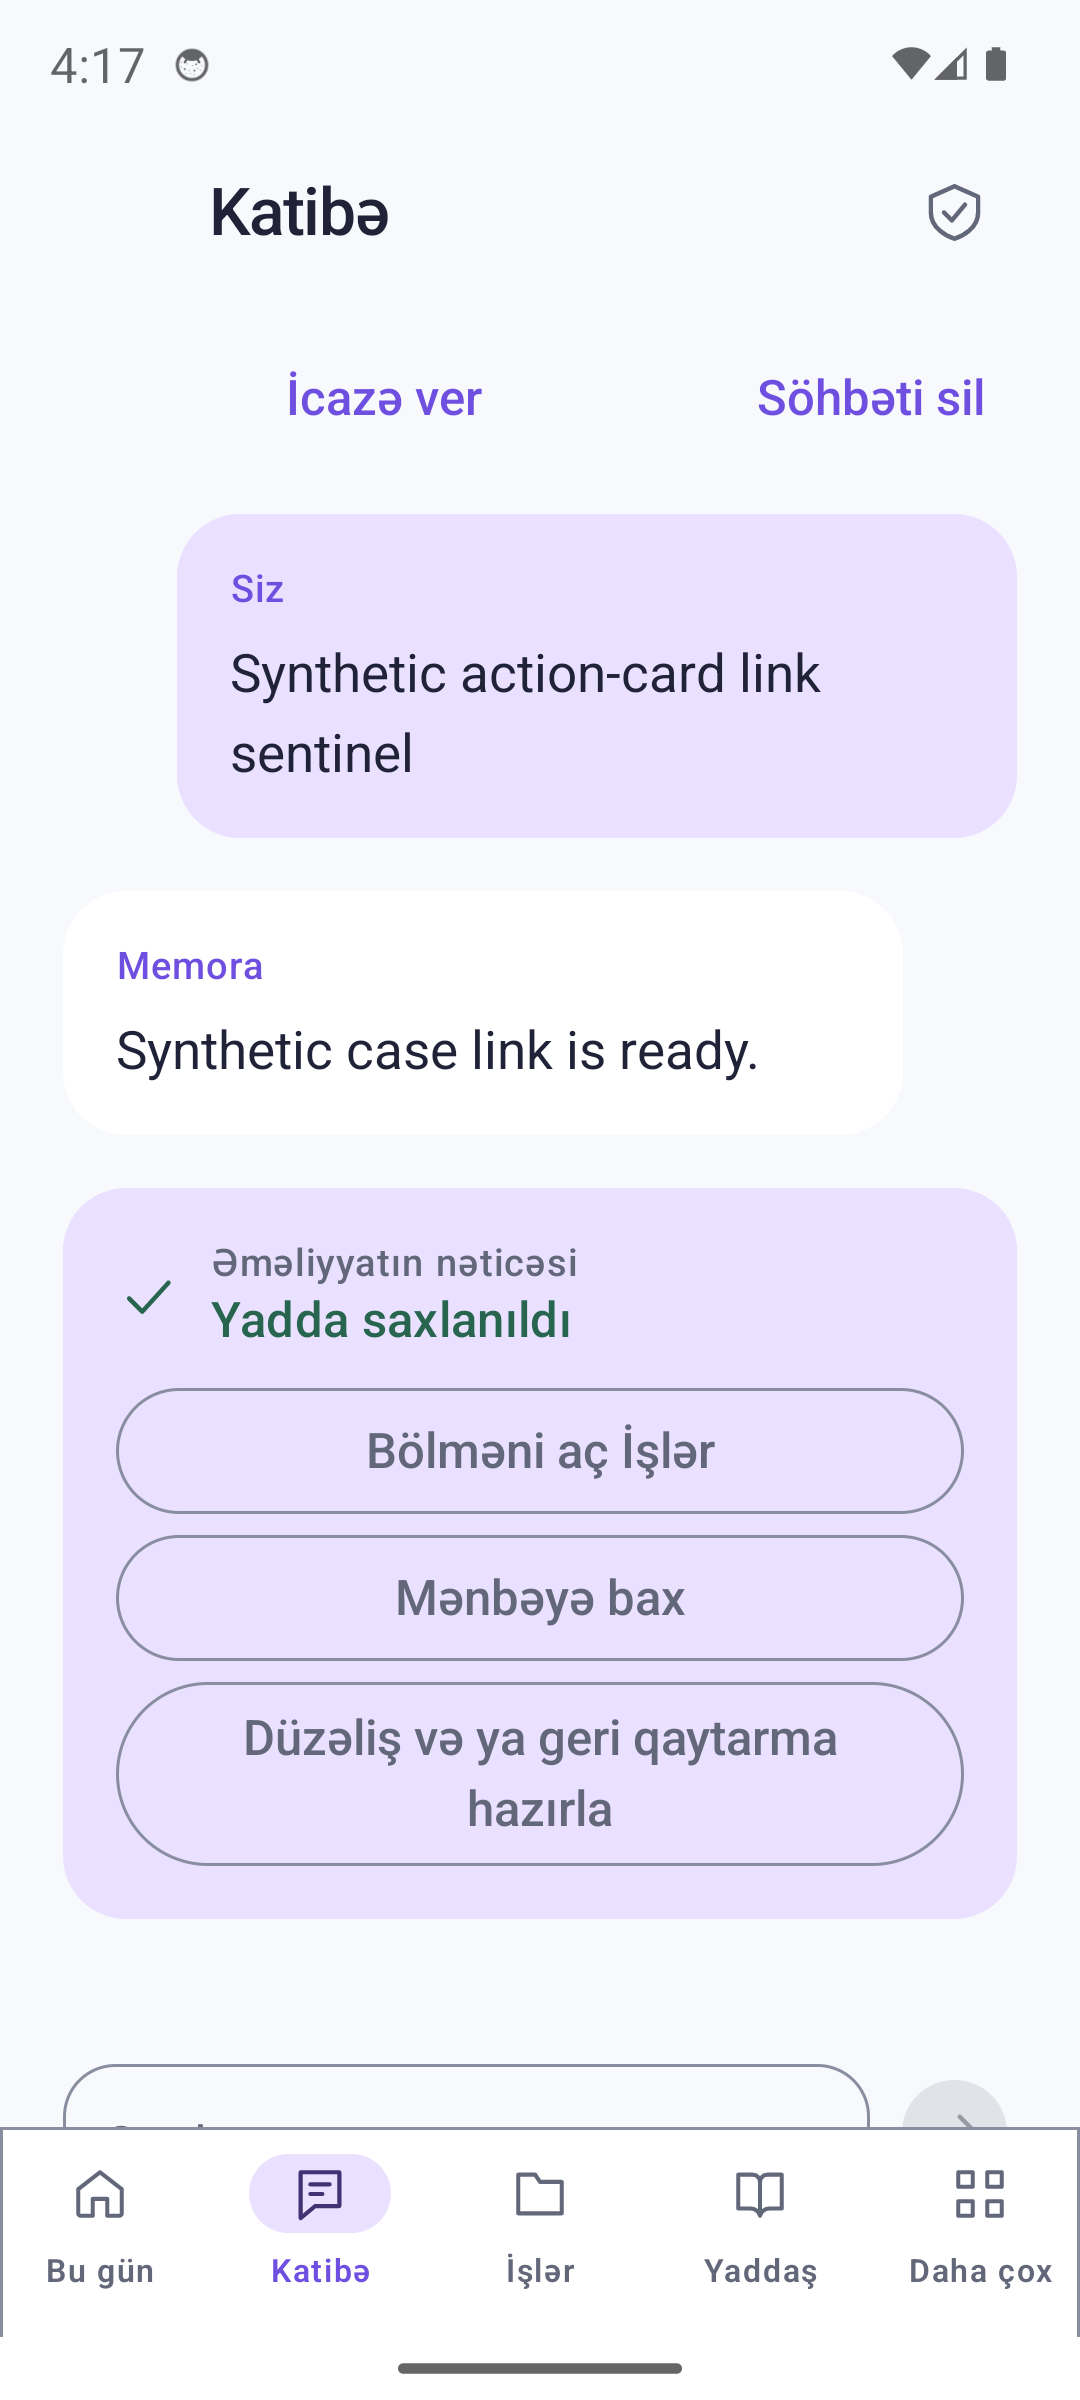 4:17
Katibə
İcazə ver
Söhbəti sil
Siz
Synthetic action-card link
sentinel
Memora
Synthetic case link is ready.
Əməliyyatın nəticəsi
Yadda saxlanıldı
Bölməni aç İşlər
Mənbəyə bax
Düzəliş və ya geri qaytarma
hazırla
Bu gün
Katibə
İşlər
Yaddaş
Daha çox